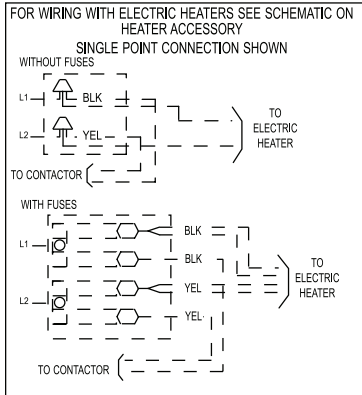 FOR WIRING WITH ELECTRIC HEATERS SEE SCHEMATIC ON
HEATER ACCESSORY
SINGLE POINT CONNECTION SHOWN
WITHOUT FUSES
L1
BLK
L2
YEL
TO
ELECTRIC
HEATER
TO CONTACTOR
WITH FUSES
L1
BLK
BLK
L2
YEL
YEL
TO
ELECTRIC
HEATER
TO CONTACTOR